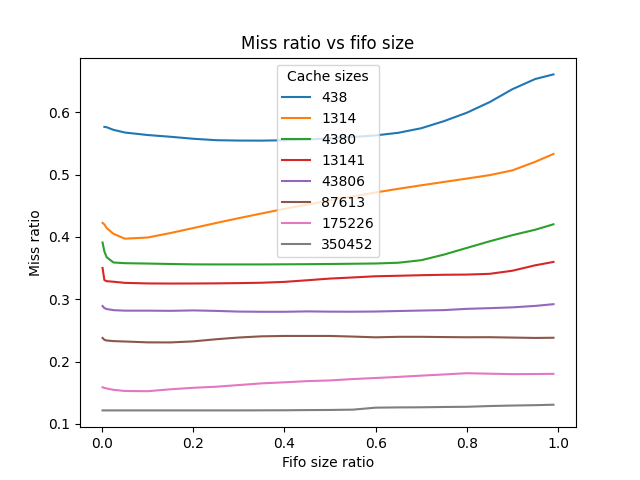 Miss ratio vs fifo size
Cache sizes
438
1314
4380
13141
43806
87613
175226
350452
Miss ratio
0.6
0.5
0.4
0.3
0.2
0.1
0.0 0.2 0.4 0.6 0.8 1.0
Fifo size ratio